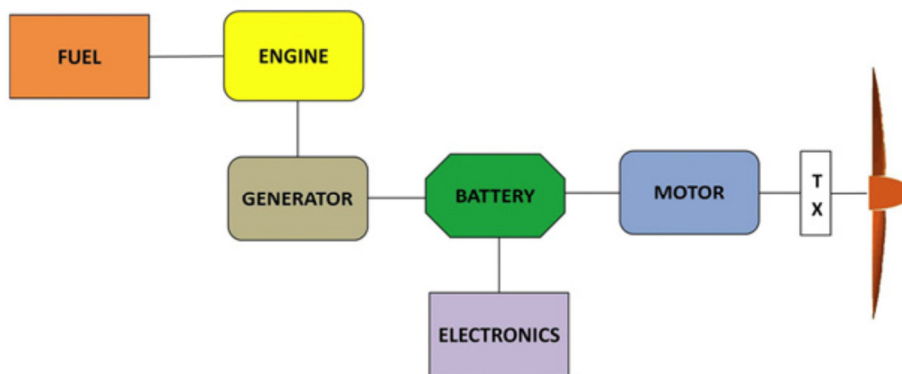 FUEL
ENGINE
GENERATOR
BATTERY
MOTOR
T
X
ELECTRONICS